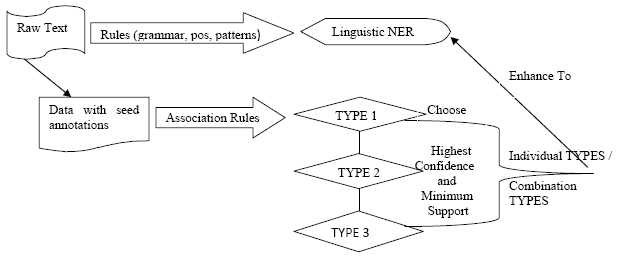 Raw Text
Rules (grammar, pos, patterns)
Linguistic NER
Enhance To
Data with seed
annotations
Association Rules
TYPE 1
Choose
TYPE 2
Highest
Confidence
and
Minimum
Support
Individual TYPES /
Combination
TYPES
TYPE 3